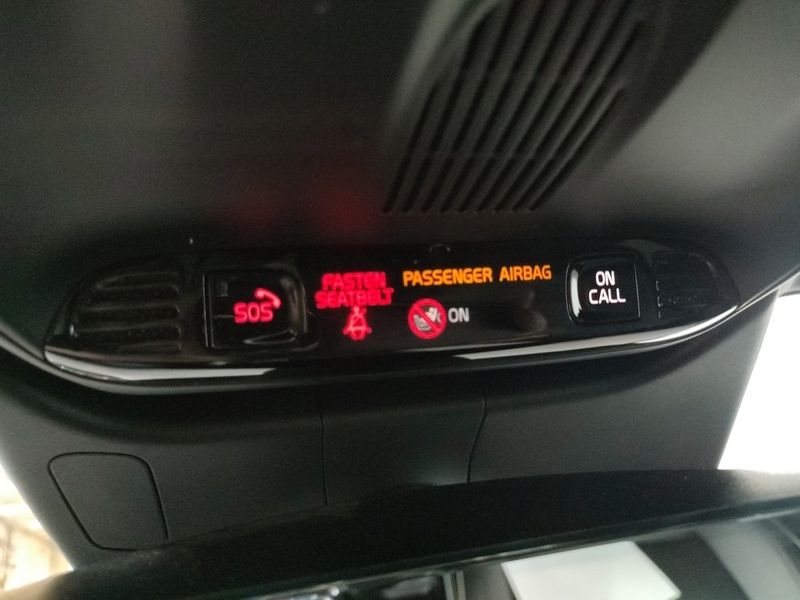 SOS
FASTEN
SEATBELT
PASSENGER AIRBAG
ON
ON
CALL